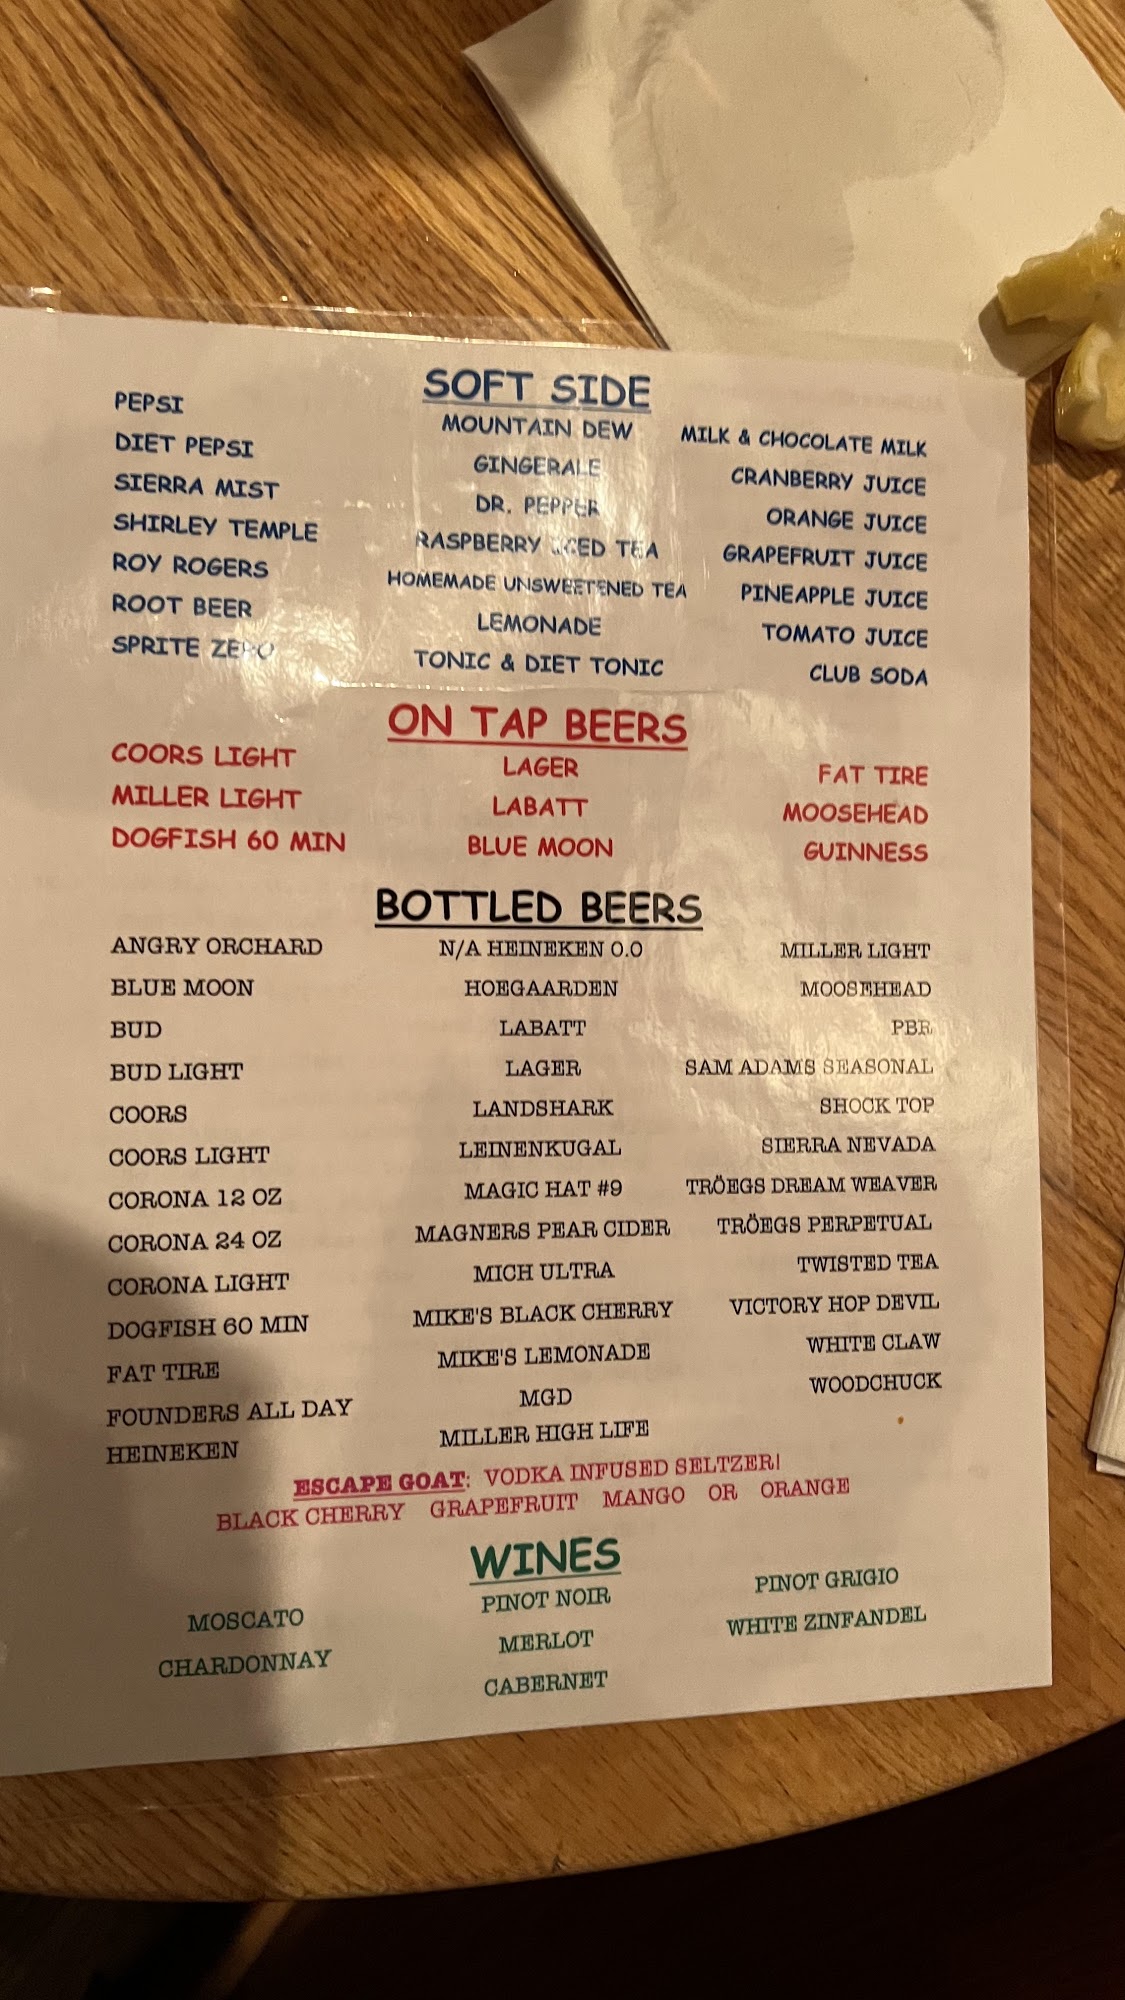 SOFT SIDE
PEPSI
DIET PEPSI
SIERRA MIST
SHIRLEY TEMPLE
ROY ROGERS
ROOT BEER
SPRITE ZERO
MOUNTAIN DEW
GINGERALE
DR. PEPPER
RASPBERRY ICED TEA
HOMEMADE UNSWEETENED TEA
LEMONADE
TONIC & DIET TONIC
MILK & CHOCOLATE MILK
CRANBERRY JUICE
ORANGE JUICE
GRAPEFRUIT JUICE
PINEAPPLE JUICE
TOMATO JUICE
CLUB SODA
ON TAP BEERS
COORS LIGHT
MILLER LIGHT
DOGFISH 60 MIN
LAGER
LABATT
BLUE MOON
FAT TIRE
MOOSEHEAD
GUINNESS
BOTTLED BEERS
ANGRY ORCHARD
BLUE MOON
BUD
BUD LIGHT
COORS
COORS LIGHT
CORONA 12 OZ
CORONA 24 OZ
CORONA LIGHT
DOGFISH 60 MIN
FAT TIRE
FOUNDERS ALL DAY
HEINEKEN
N/A HEINEKEN 0.0
HOEGAARDEN
LABATT
LAGER
LANDSHARK
LEINENKUGAL
MAGIC HAT #9
MAGNERS PEAR CIDER
MICH ULTRA
MIKE'S BLACK CHERRY
MIKE'S LEMONADE
MGD
MILLER HIGH LIFE
MILLER LIGHT
MOOSEHEAD
PBR
SAM ADAMS SEASONAL
SHOCK TOP
SIERRA NEVADA
TRÖEGS DREAM WEAVER
TRÖEGS PERPETUAL
TWISTED TEA
VICTORY HOP DEVIL
WHITE CLAW
WOODCHUCK
ESCAPE GOAT: VODKA INFUSED SELTZER!
BLACK CHERRY GRAPEFRUIT MANGO OR ORANGE
WINES
MOSCATO
CHARDONNAY
PINOT NOIR
MERLOT
CABERNET
PINOT GRIGIO
WHITE ZINFANDEL